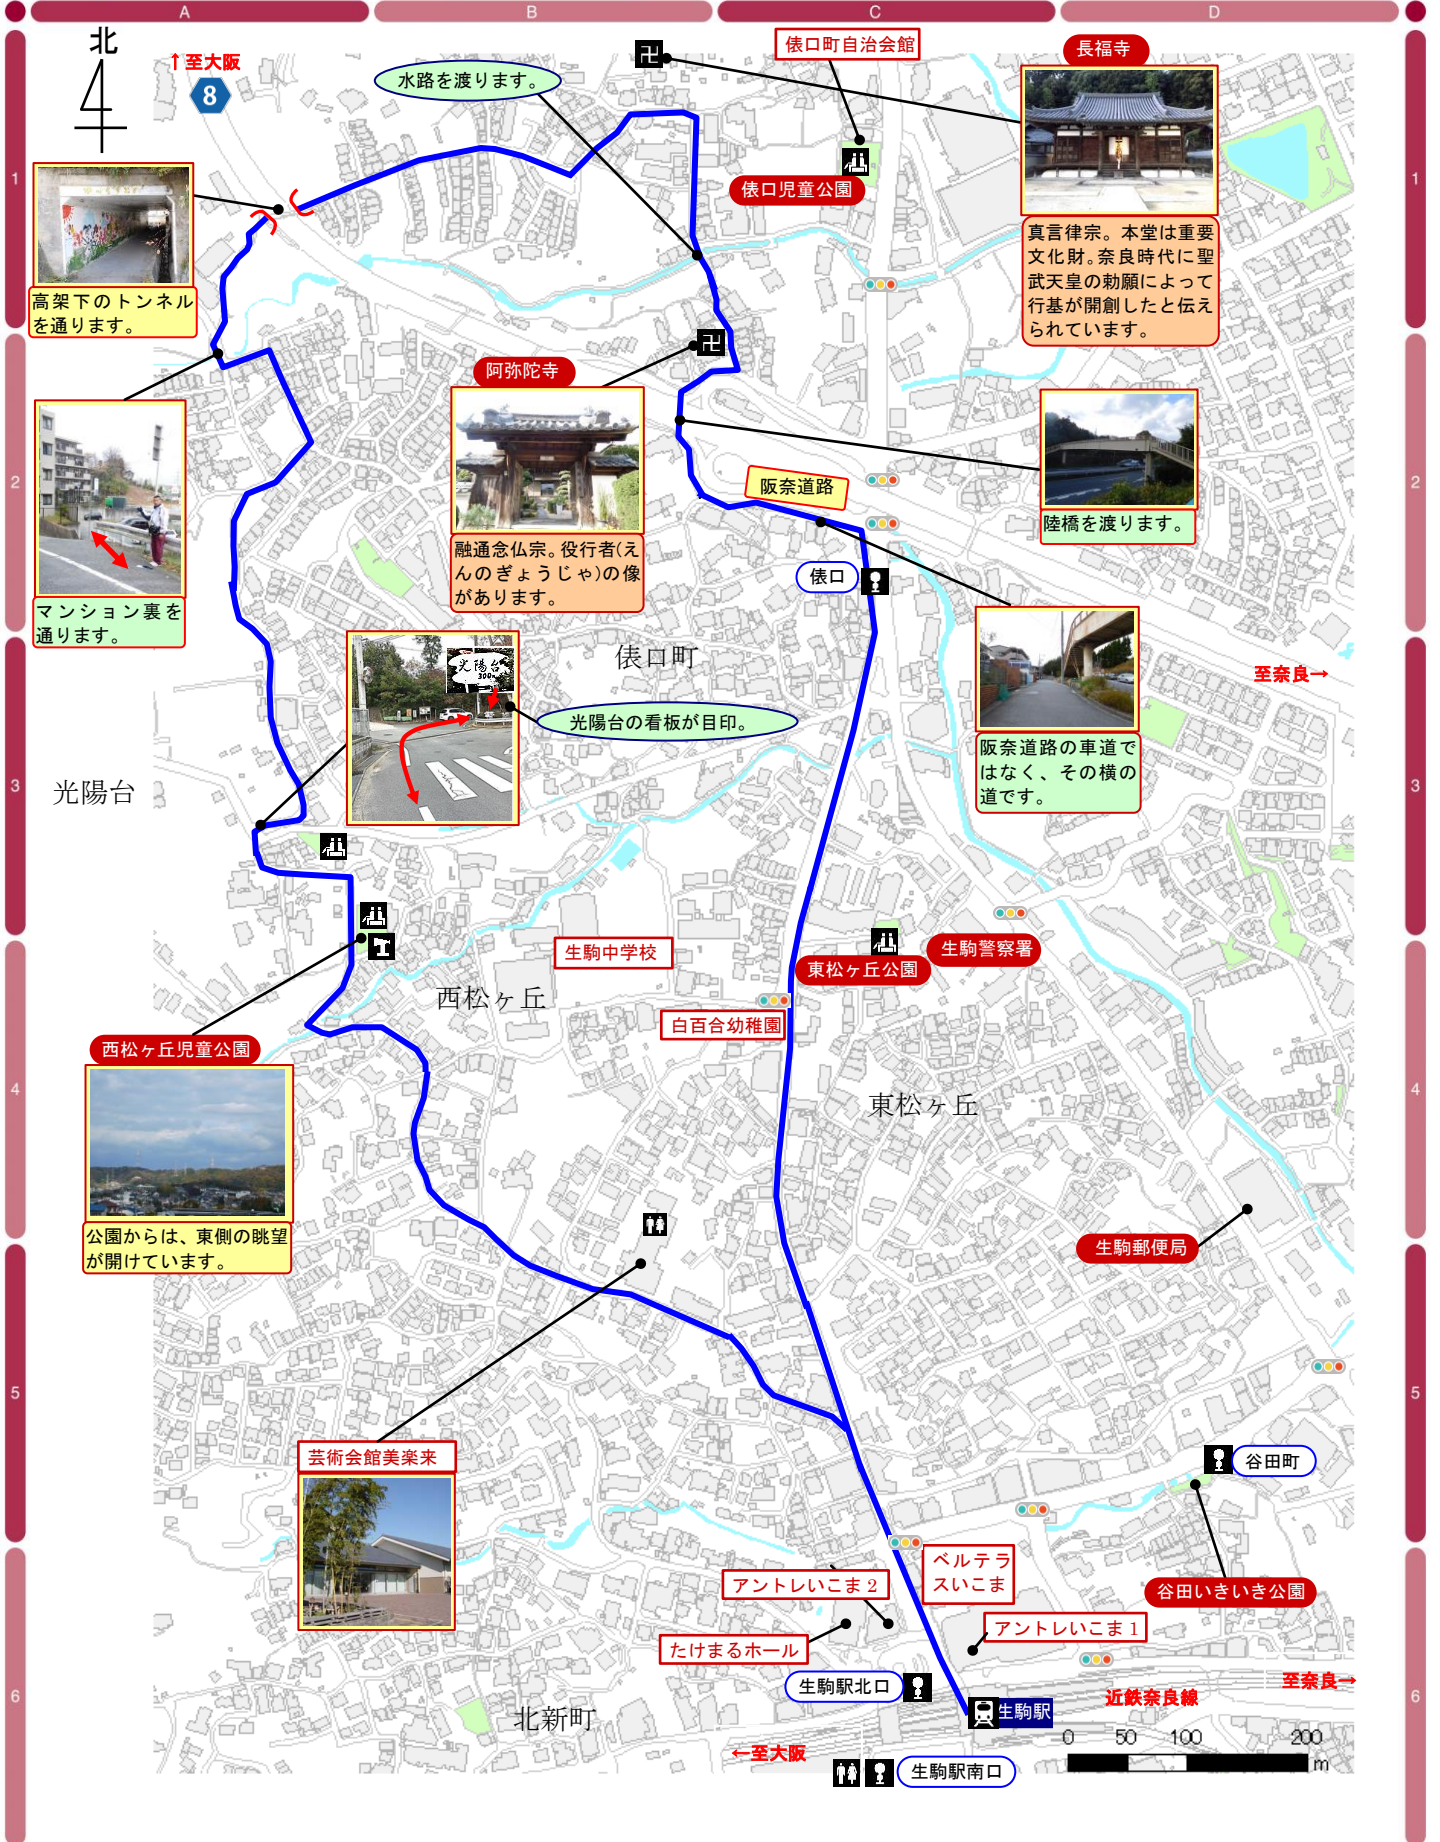 A
B
C
D
北
↑至大阪
8
水路を渡ります。
俵口町自治会館
長福寺
1
1
俵口児童公園
真言律宗。本堂は重要
文化財。奈良時代に聖
武天皇の勅願によって
行基が開創したと伝え
られています。
高架下のトンネル
を通ります。
阿弥陀寺
2
2
阪奈道路
陸橋を渡ります。
融通念仏宗。役行者(え
んのぎょうじゃ)の像
があります。
俵口
マンション裏を
通ります。
俵口町
光陽台
300m
至奈良→
光陽台の看板が目印。
阪奈道路の車道で
はなく、その横の
道です。
3
光陽台
3
生駒中学校
生駒警察署
東松ヶ丘公園
西松ヶ丘
白百合幼稚園
西松ヶ丘児童公園
4
4
東松ヶ丘
公園からは、東側の眺望
が開けています。
生駒郵便局
5
5
芸術会館美楽来
谷田町
ベルテラ
スいこま
アントレいこま2
谷田いきいき公園
アントレいこま1
たけまるホール
6
6
生駒駅北口
至奈良→
近鉄奈良線
生駒駅
北新町
←至大阪
0 50 100 200
m
生駒駅南口